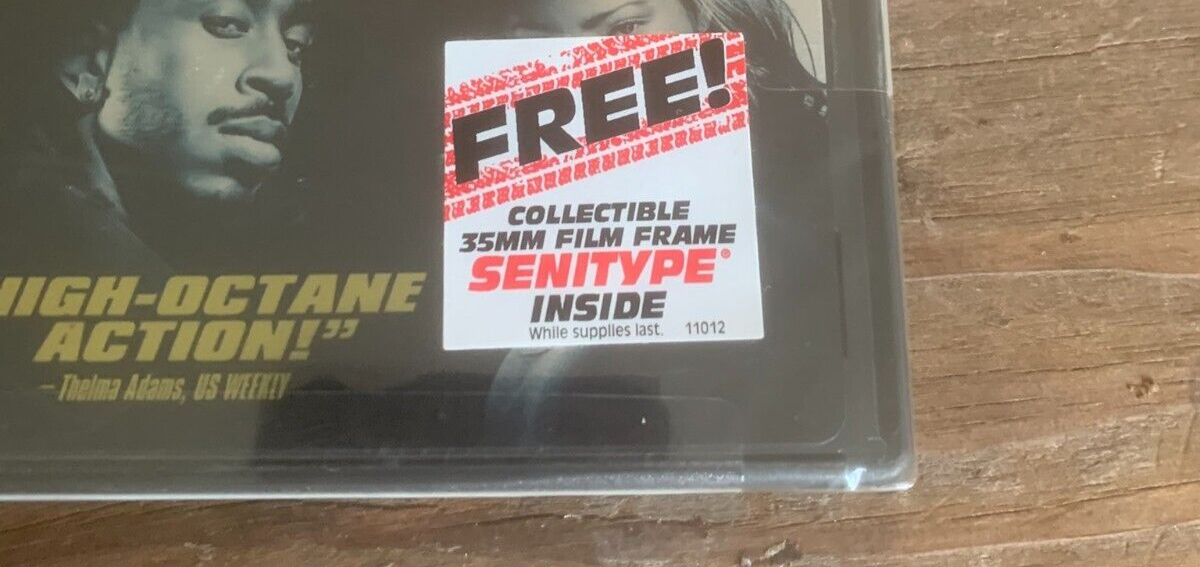 FREE!
COLLECTIBLE
35MM FILM FRAME
SENITYPE®
INSIDE
While supplies last. 11012
HIGH-OCTANE
ACTION!”
– Thelma Adams, US WEEKLY